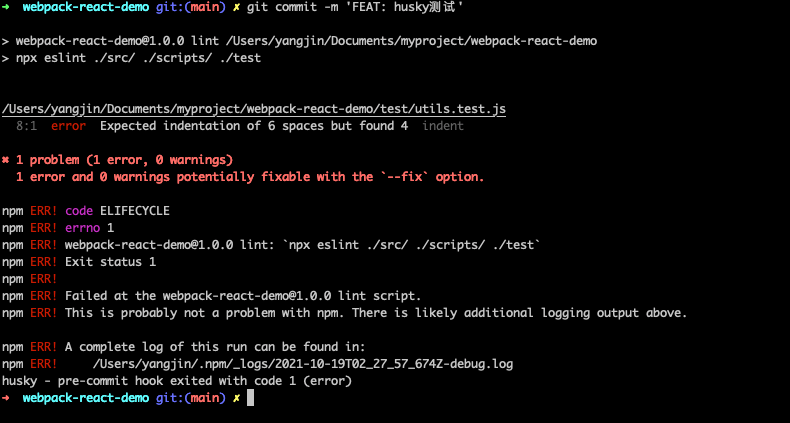 ➜  webpack-react-demo git:(main) ✗ git commit -m 'FEAT: husky测试'
> webpack-react-demo@1.0.0 lint /Users/yangjin/Documents/myproject/webpack-react-demo
> npx eslint ./src/ ./scripts/ ./test
/Users/yangjin/Documents/myproject/webpack-react-demo/test/utils.test.js
  8:1  error  Expected indentation of 6 spaces but found 4  indent
✖ 1 problem (1 error, 0 warnings)
  1 error and 0 warnings potentially fixable with the `--fix` option.
npm ERR! code ELIFECYCLE
npm ERR! errno 1
npm ERR! webpack-react-demo@1.0.0 lint: `npx eslint ./src/ ./scripts/ ./test`
npm ERR! Exit status 1
npm ERR!
npm ERR! Failed at the webpack-react-demo@1.0.0 lint script.
npm ERR! This is probably not a problem with npm. There is likely additional logging output above.
npm ERR! A complete log of this run can be found in:
npm ERR!     /Users/yangjin/.npm/_logs/2021-10-19T02_27_57_674Z-debug.log
husky - pre-commit hook exited with code 1 (error)
➜  webpack-react-demo git:(main) ✗